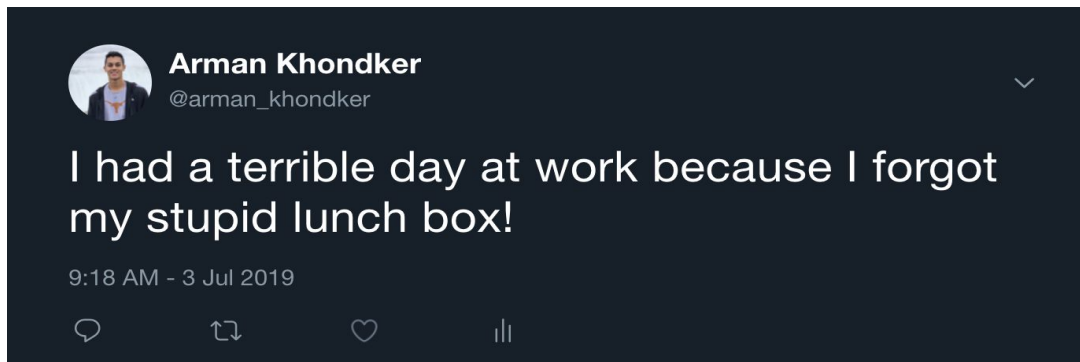 Arman Khondker
@arman_khondker
I had a terrible day at work because I forgot
my stupid lunch box!
9:18 AM - 3 Jul 2019